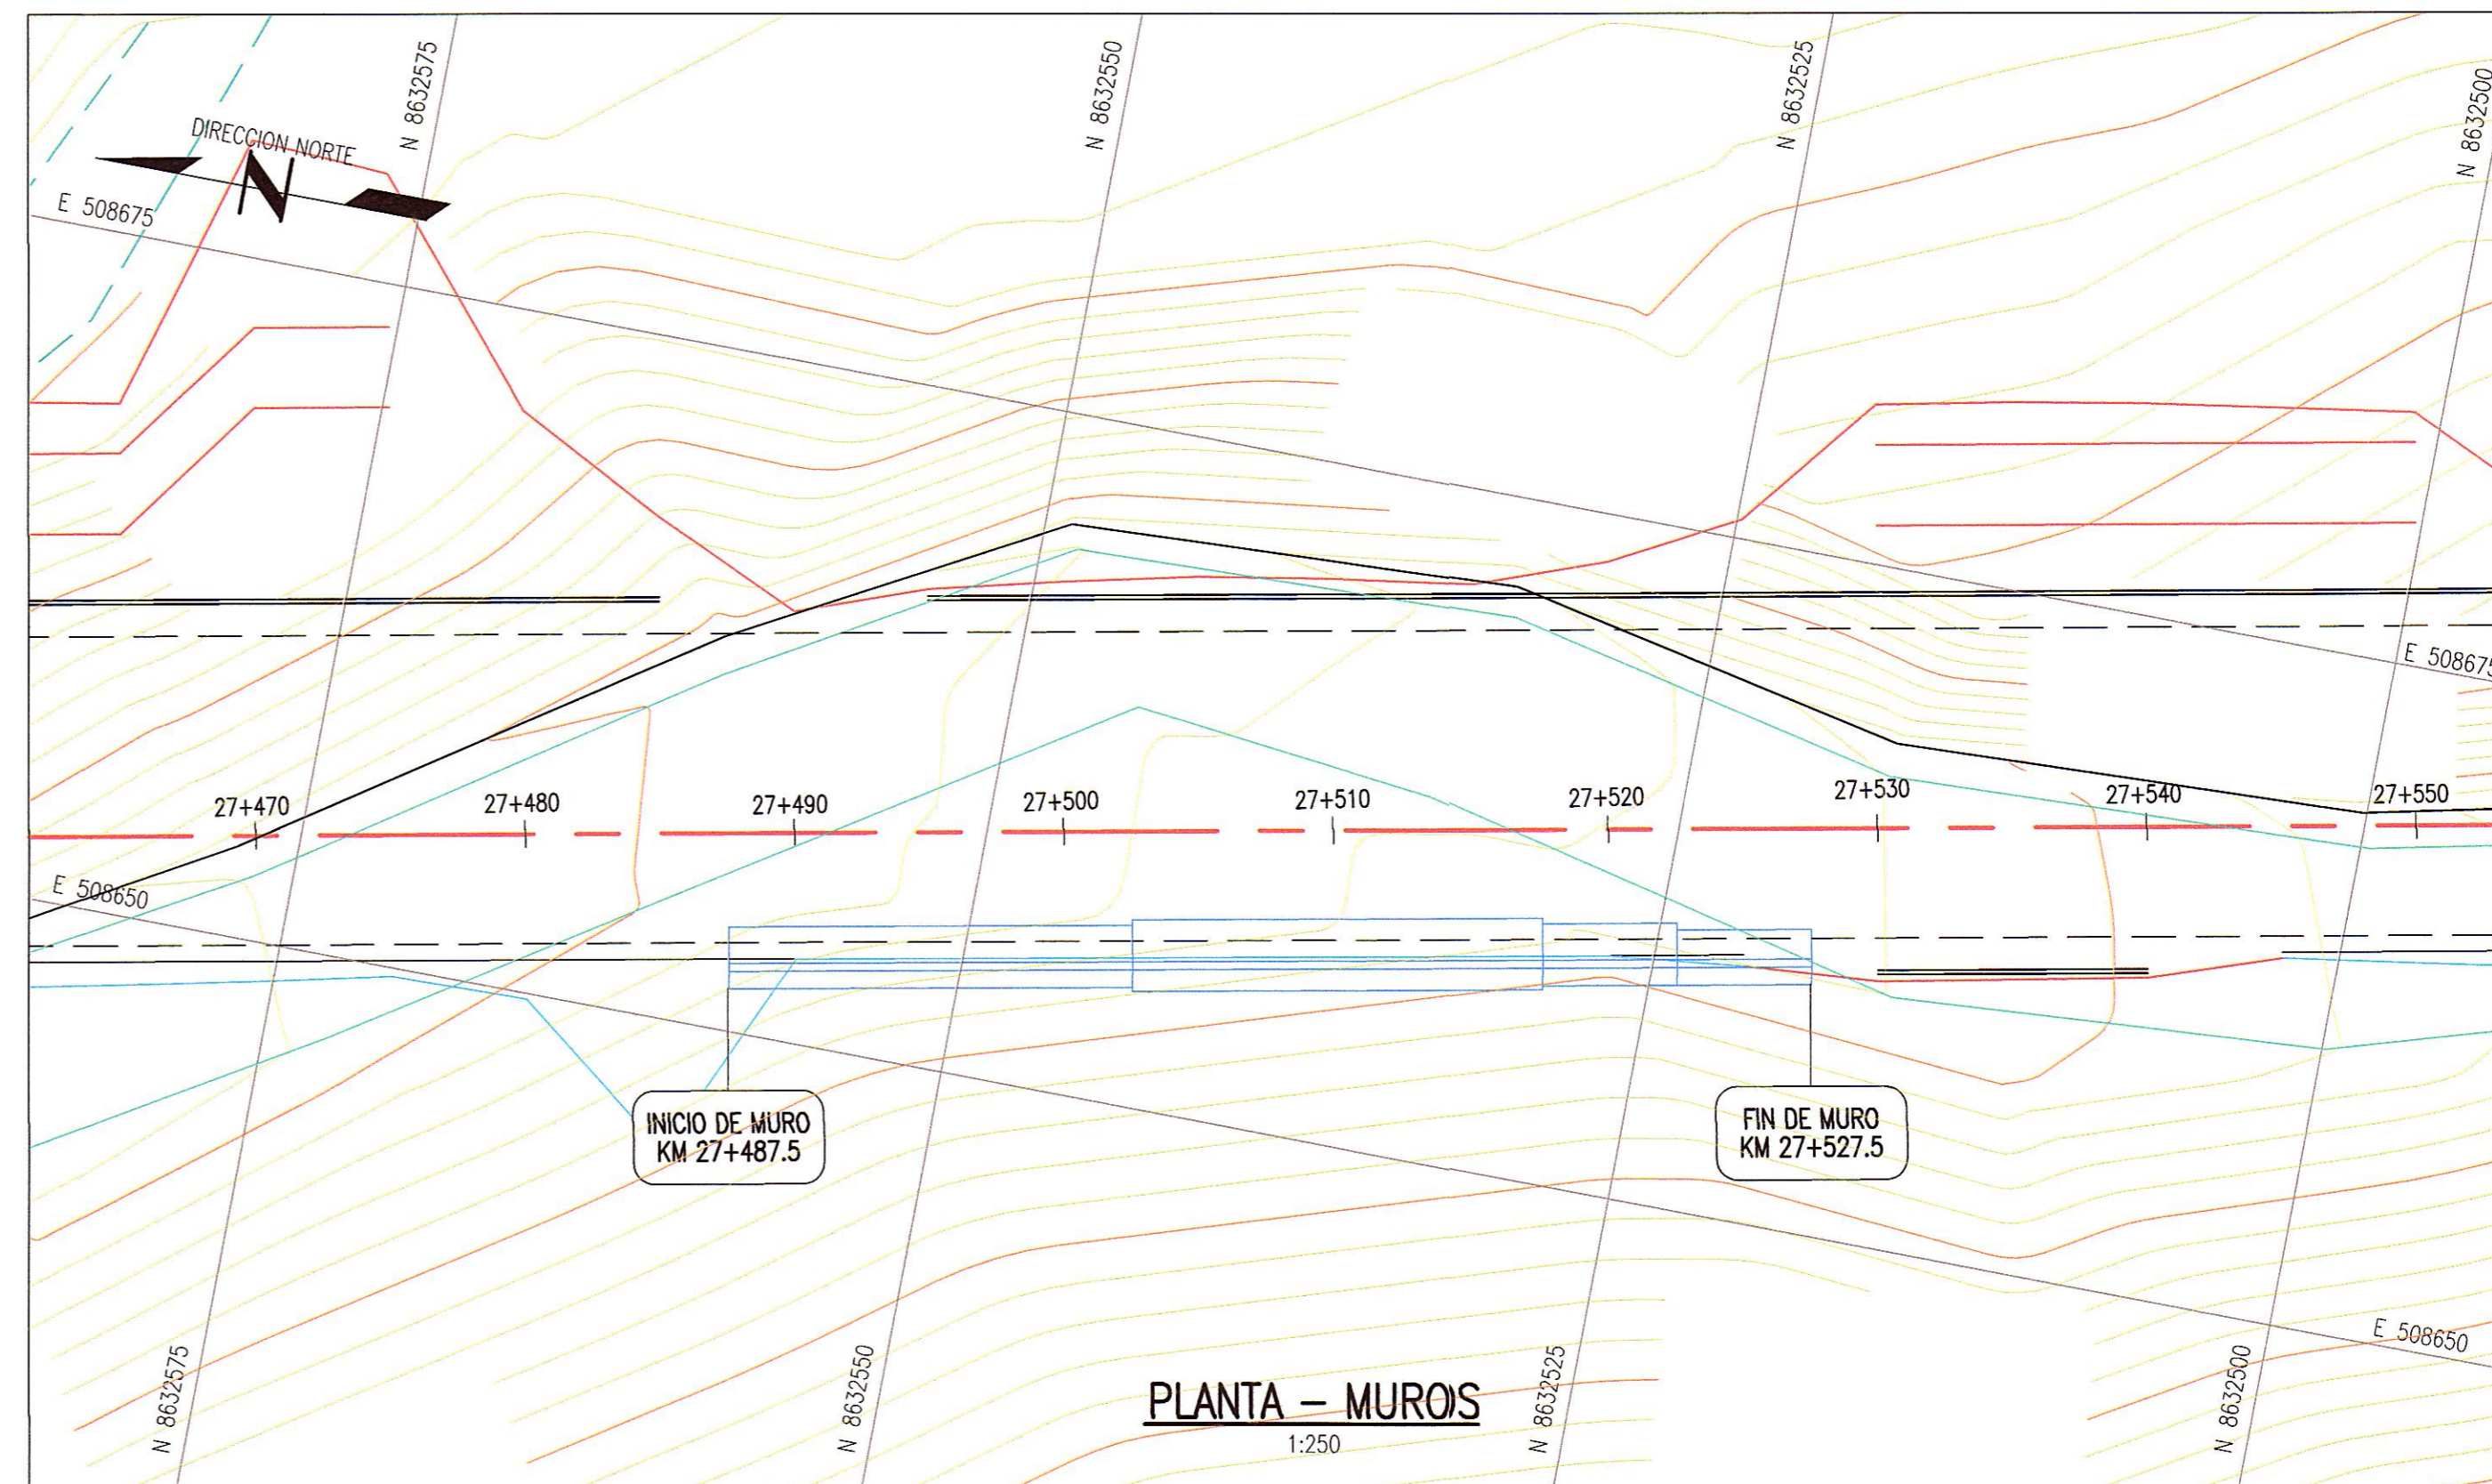 N 8632575
N 8632550
N 8632525
N 8632500
DIRECCION NORTE
N
E 508675
E 508675
27+470
27+480
27+490
27+500
27+510
27+520
27+530
27+540
27+550
E 508650
INICIO DE MURO
KM 27+487.5
FIN DE MURO
KM 27+527.5
E 508650
N 8632575
N 8632550
N 8632525
N 8632500
PLANTA – MUROS
1:250